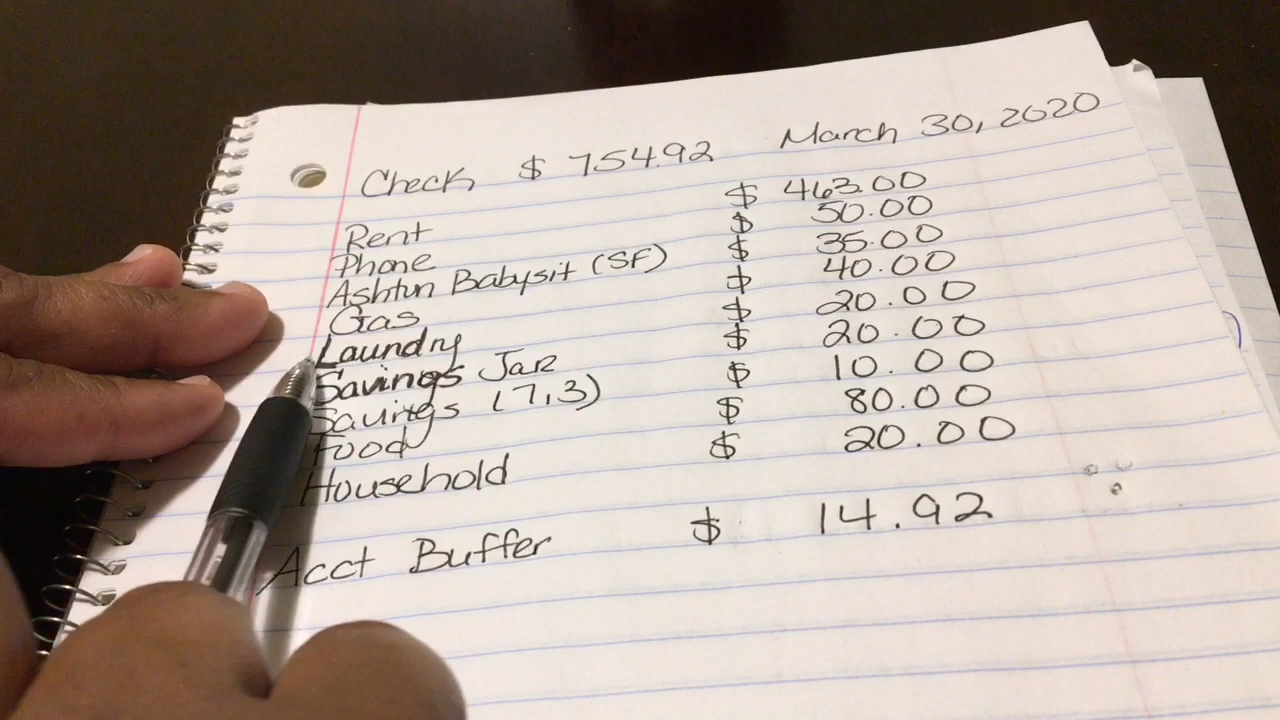 Check $ 754.92 March 30, 2020
Rent $ 463.00
Phone $ 50.00
Ashtun Babysit (SF) $ 35.00
Gas $ 40.00
Laundry $ 20.00
Savings Jar $ 20.00
Savings (7,3) $ 10.00
Food $ 80.00
Household $ 20.00
Acct Buffer $ 14.92